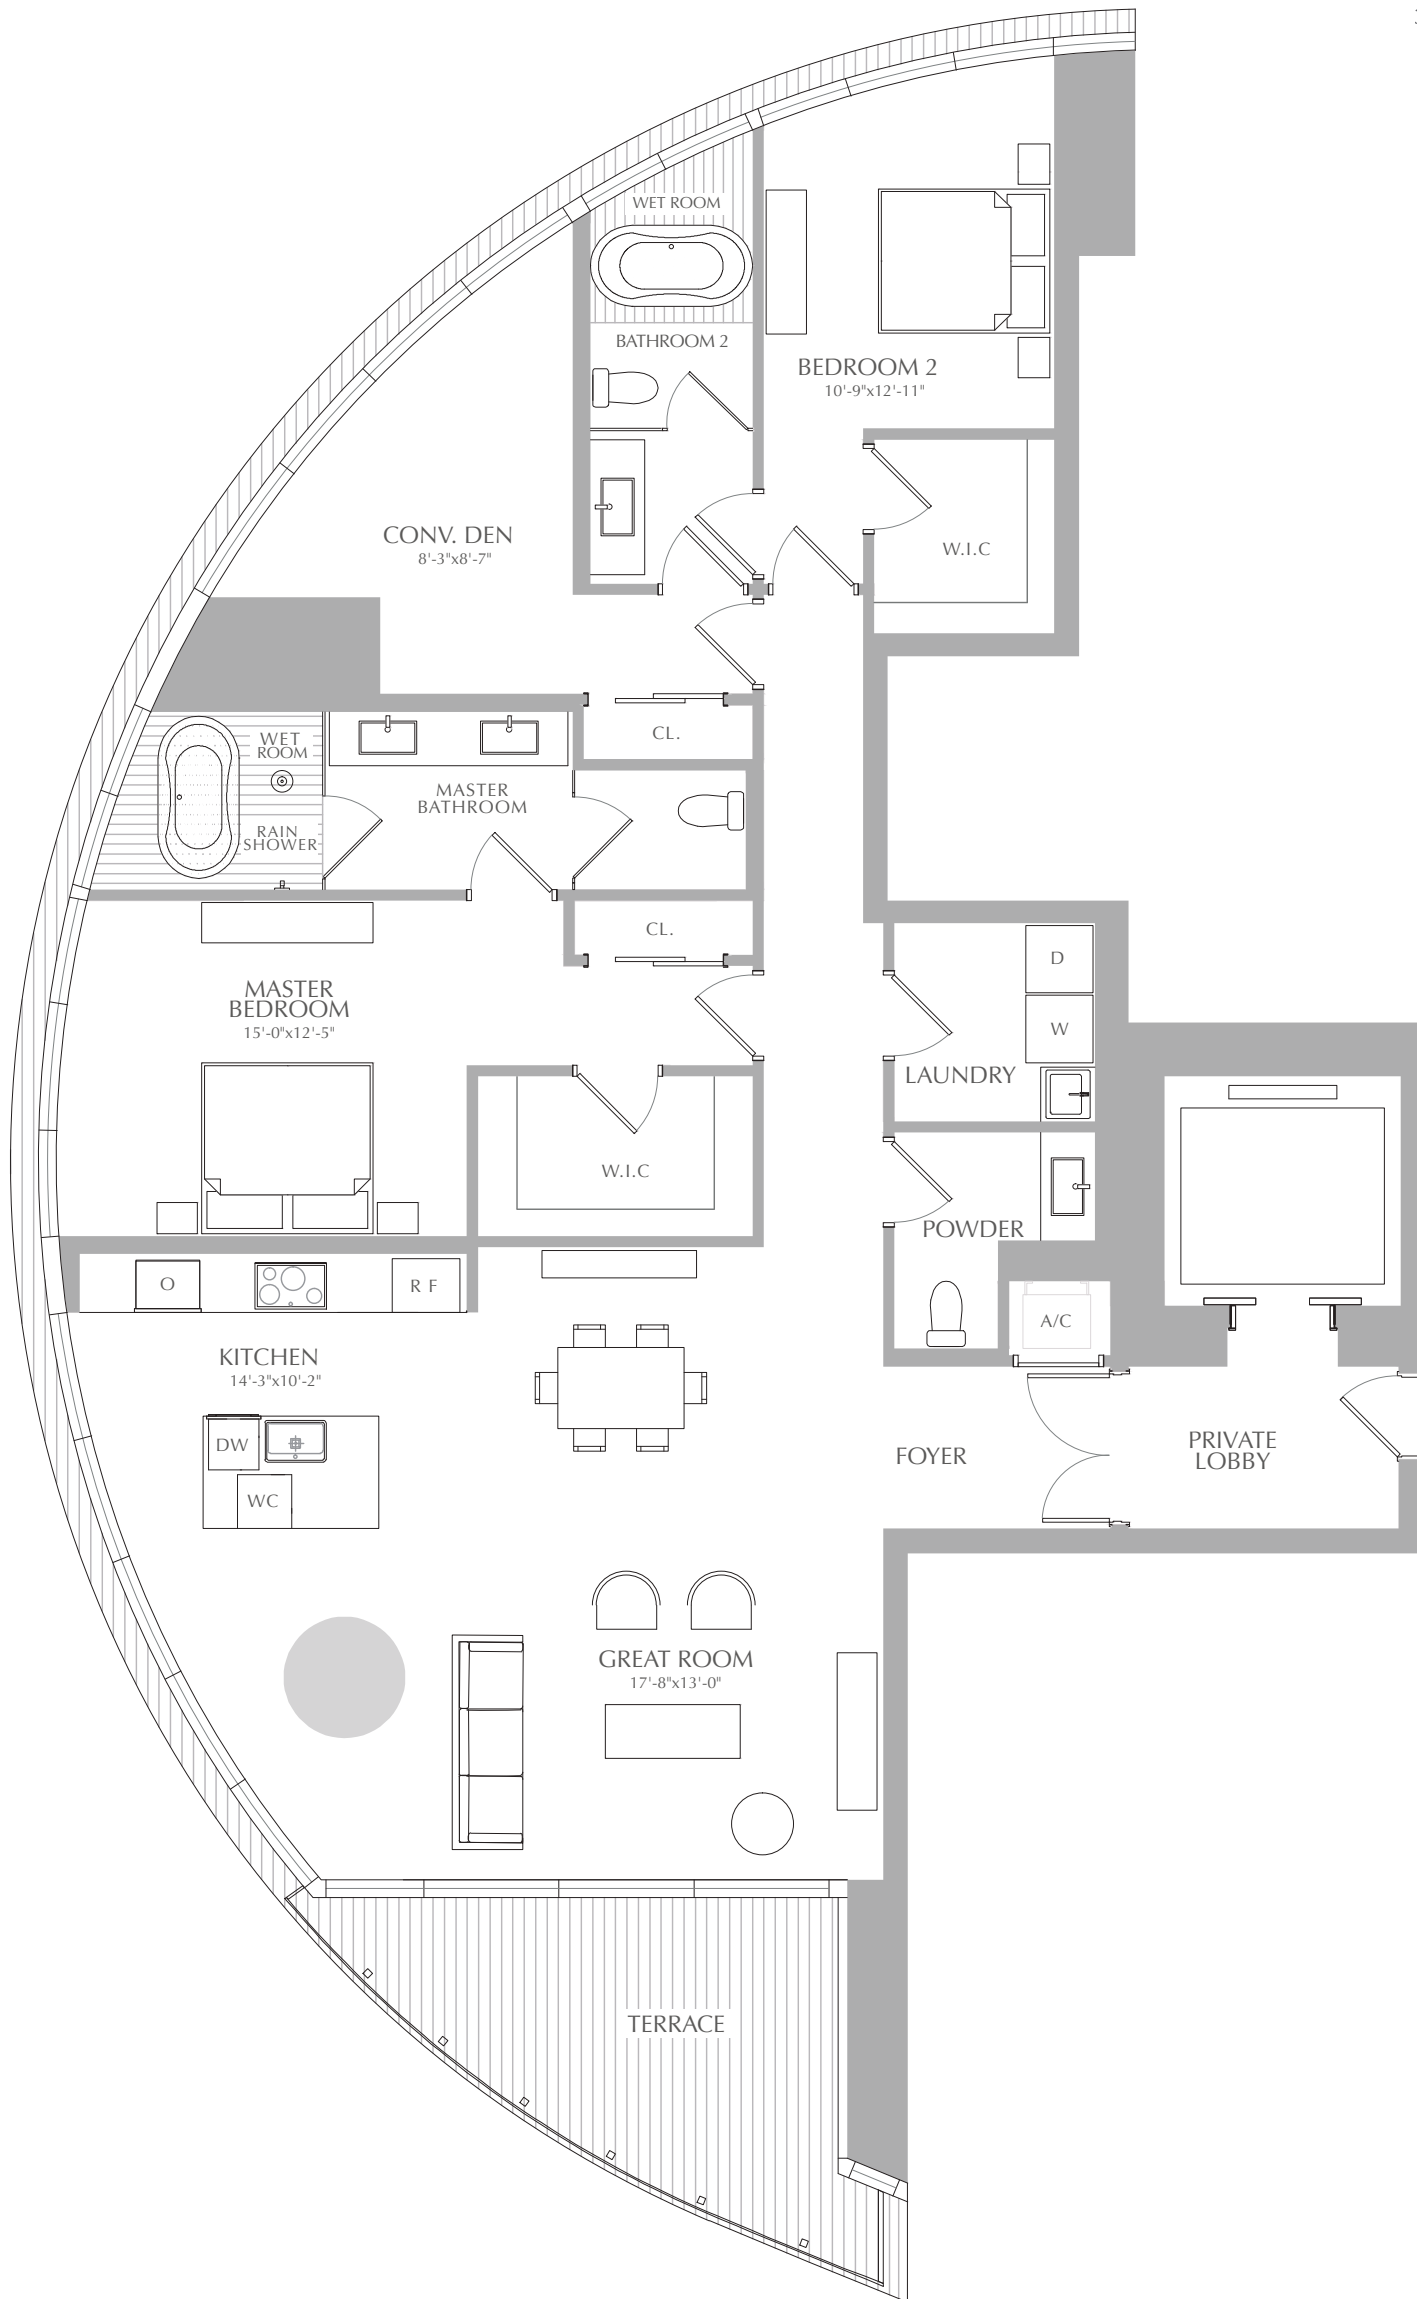 WET ROOM
BATHROOM 2
BEDROOM 2
10'-9"x12'-11"
CONV. DEN
8'-3"x8'-7"
W.I.C
CL.
WET
ROOM
RAIN
SHOWER
MASTER
BATHROOM
CL.
MASTER
BEDROOM
15'-0"x12'-5"
D
W
LAUNDRY
W.I.C
POWDER
O
R F
A/C
KITCHEN
14'-3"x10'-2"
DW
WC
FOYER
PRIVATE
LOBBY
GREAT ROOM
17'-8"x13'-0"
TERRACE